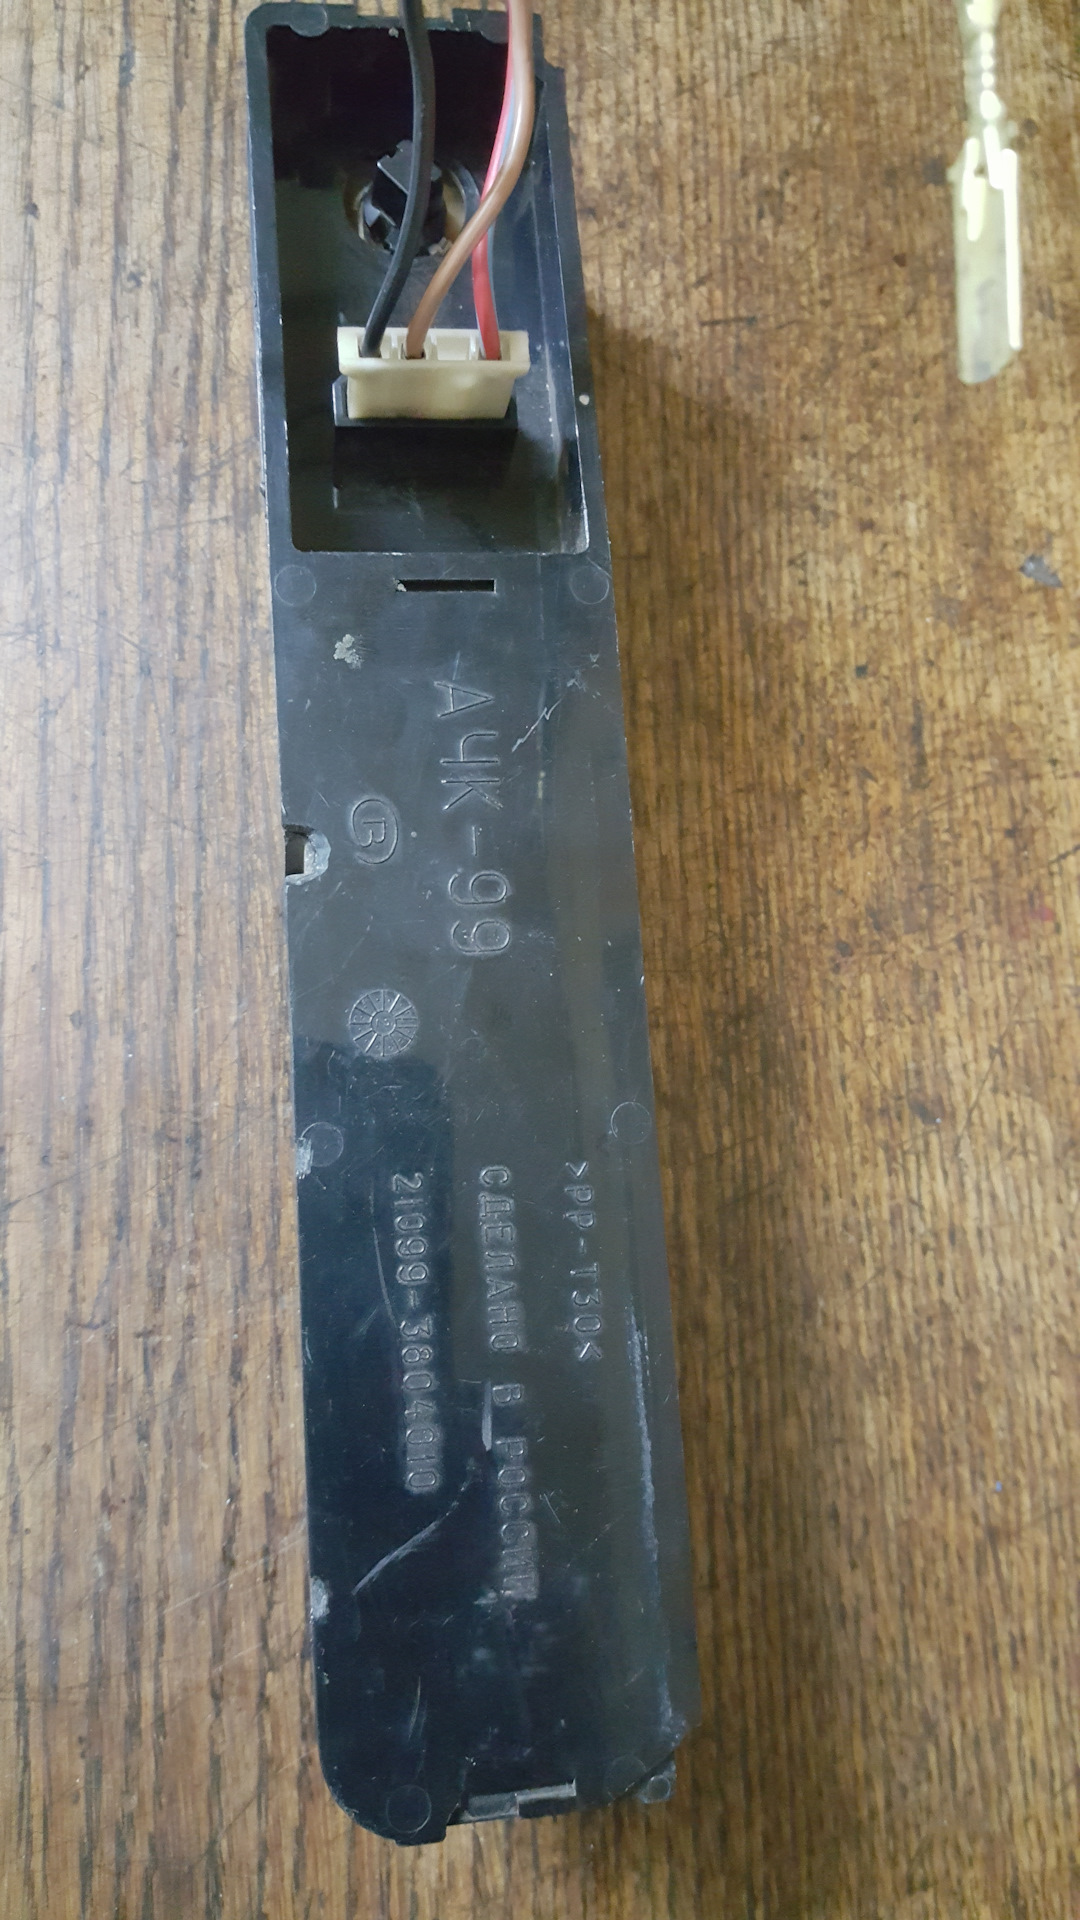 АЧК-99
В
>PP-T30<
СДЕЛАНО В РОССИИ
21099-3804010